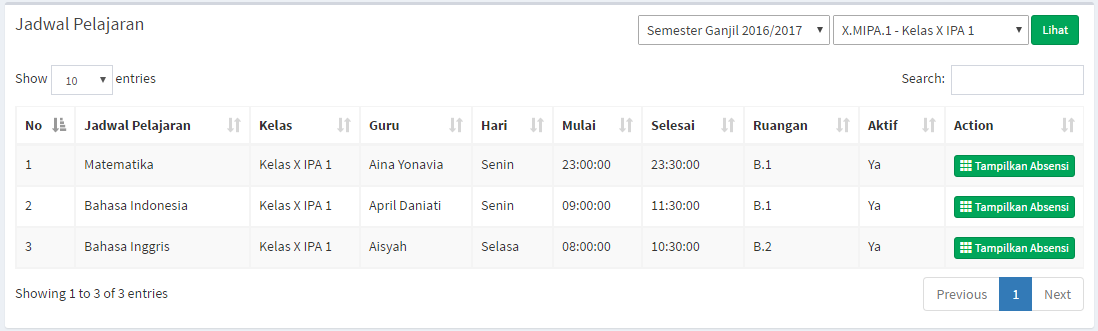 Jadwal Pelajaran
Semester Ganjil 2016/2017 X.MIPA.1 - Kelas X IPA 1 Lihat
Show 10 entries Search:
No Jadwal Pelajaran Kelas Guru Hari Mulai Selesai Ruangan Aktif Action
1 Matematika Kelas X IPA 1 Aina Yonavia Senin 23:00:00 23:30:00 B.1 Ya Tampilkan Absensi
2 Bahasa Indonesia Kelas X IPA 1 April Daniati Senin 09:00:00 11:30:00 B.1 Ya Tampilkan Absensi
3 Bahasa Inggris Kelas X IPA 1 Aisyah Selasa 08:00:00 10:30:00 B.2 Ya Tampilkan Absensi
Showing 1 to 3 of 3 entries Previous 1 Next